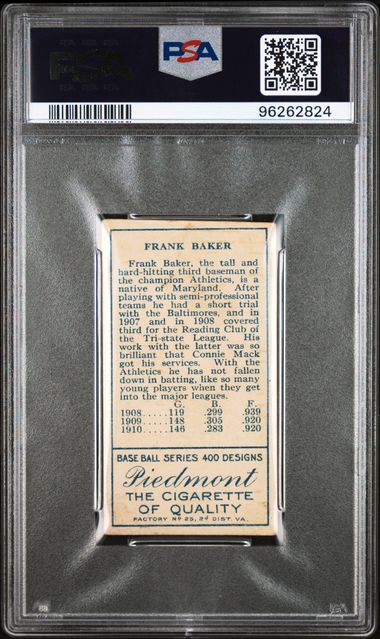 PSA
96262824
FRANK BAKER
Frank Baker, the tall and
hard-hitting third baseman of
the champion Athletics, is a
native of Maryland. After
playing with semi-professional
teams he had a short trial
with the Baltimores, and in
1907 and in 1908 covered
third for the Reading Club of
the Tri-state League. His
work with the latter was so
brilliant that Connie Mack
got his services. With the
Athletics he has not fallen
down in batting, like so many
young players when they get
into the major leagues.
G. B. F.
1908.....119 .299 .939
1909.....148 .305 .920
1910.....146 .283 .920
BASE BALL SERIES 400 DESIGNS
Piedmont
THE CIGARETTE
OF QUALITY
FACTORY Nº 25, 2d DIST. VA.